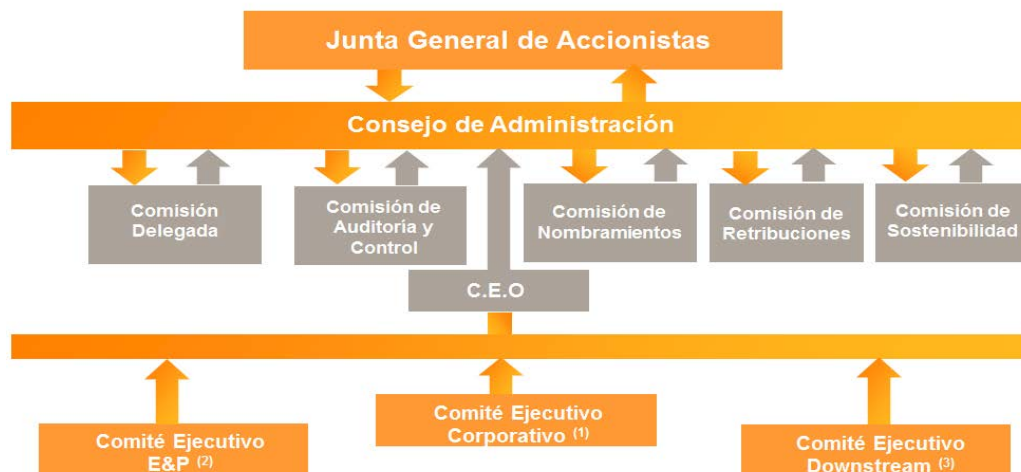 Junta General de Accionistas
Consejo de Administración
Comisión
Delegada
Comisión de
Auditoría y
Control
Comisión de
Nombramientos
Comisión de
Retribuciones
Comisión de
Sostenibilidad
C.E.O
Comité Ejecutivo
E&P (2)
Comité Ejecutivo
Corporativo (1)
Comité Ejecutivo
Downstream (3)